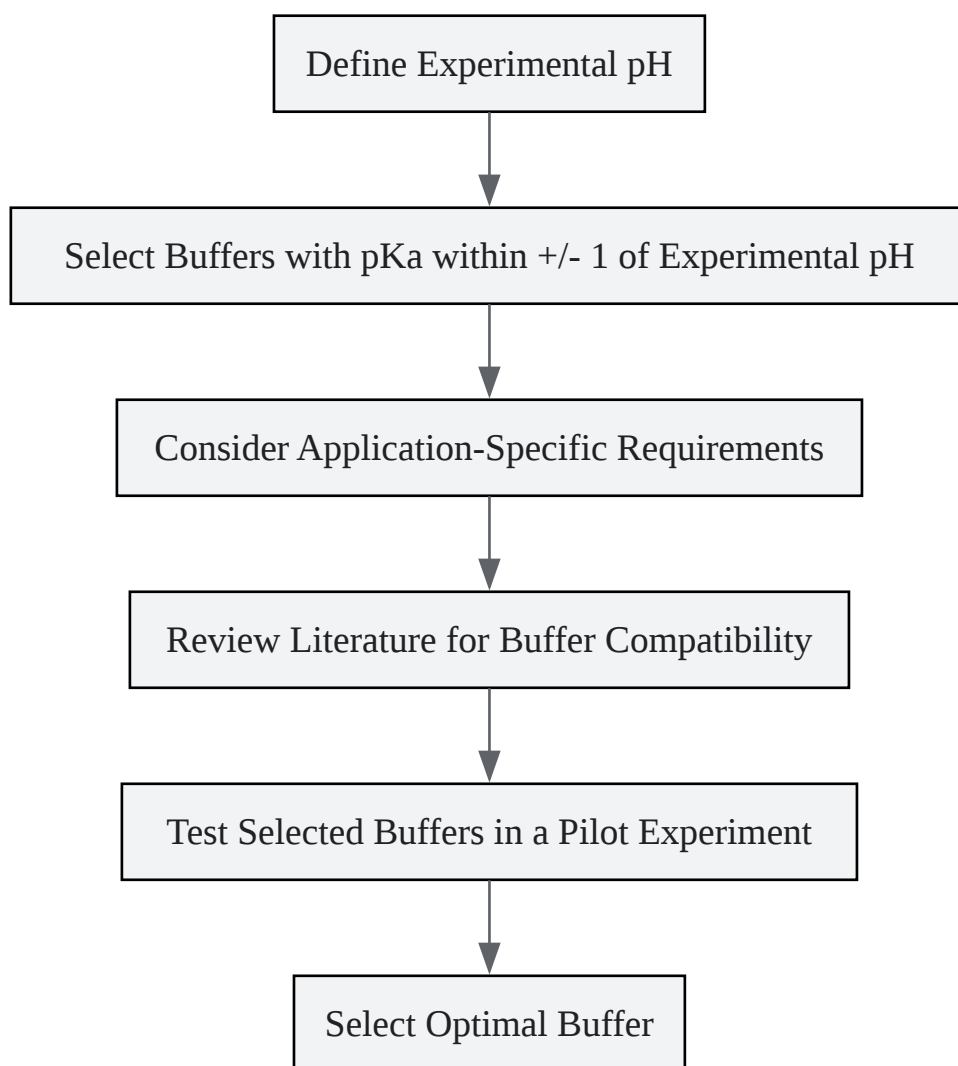 Define Experimental pH
Select Buffers with pKa within +/- 1 of Experimental pH
Consider Application-Specific Requirements
Review Literature for Buffer Compatibility
Test Selected Buffers in a Pilot Experiment
Select Optimal Buffer